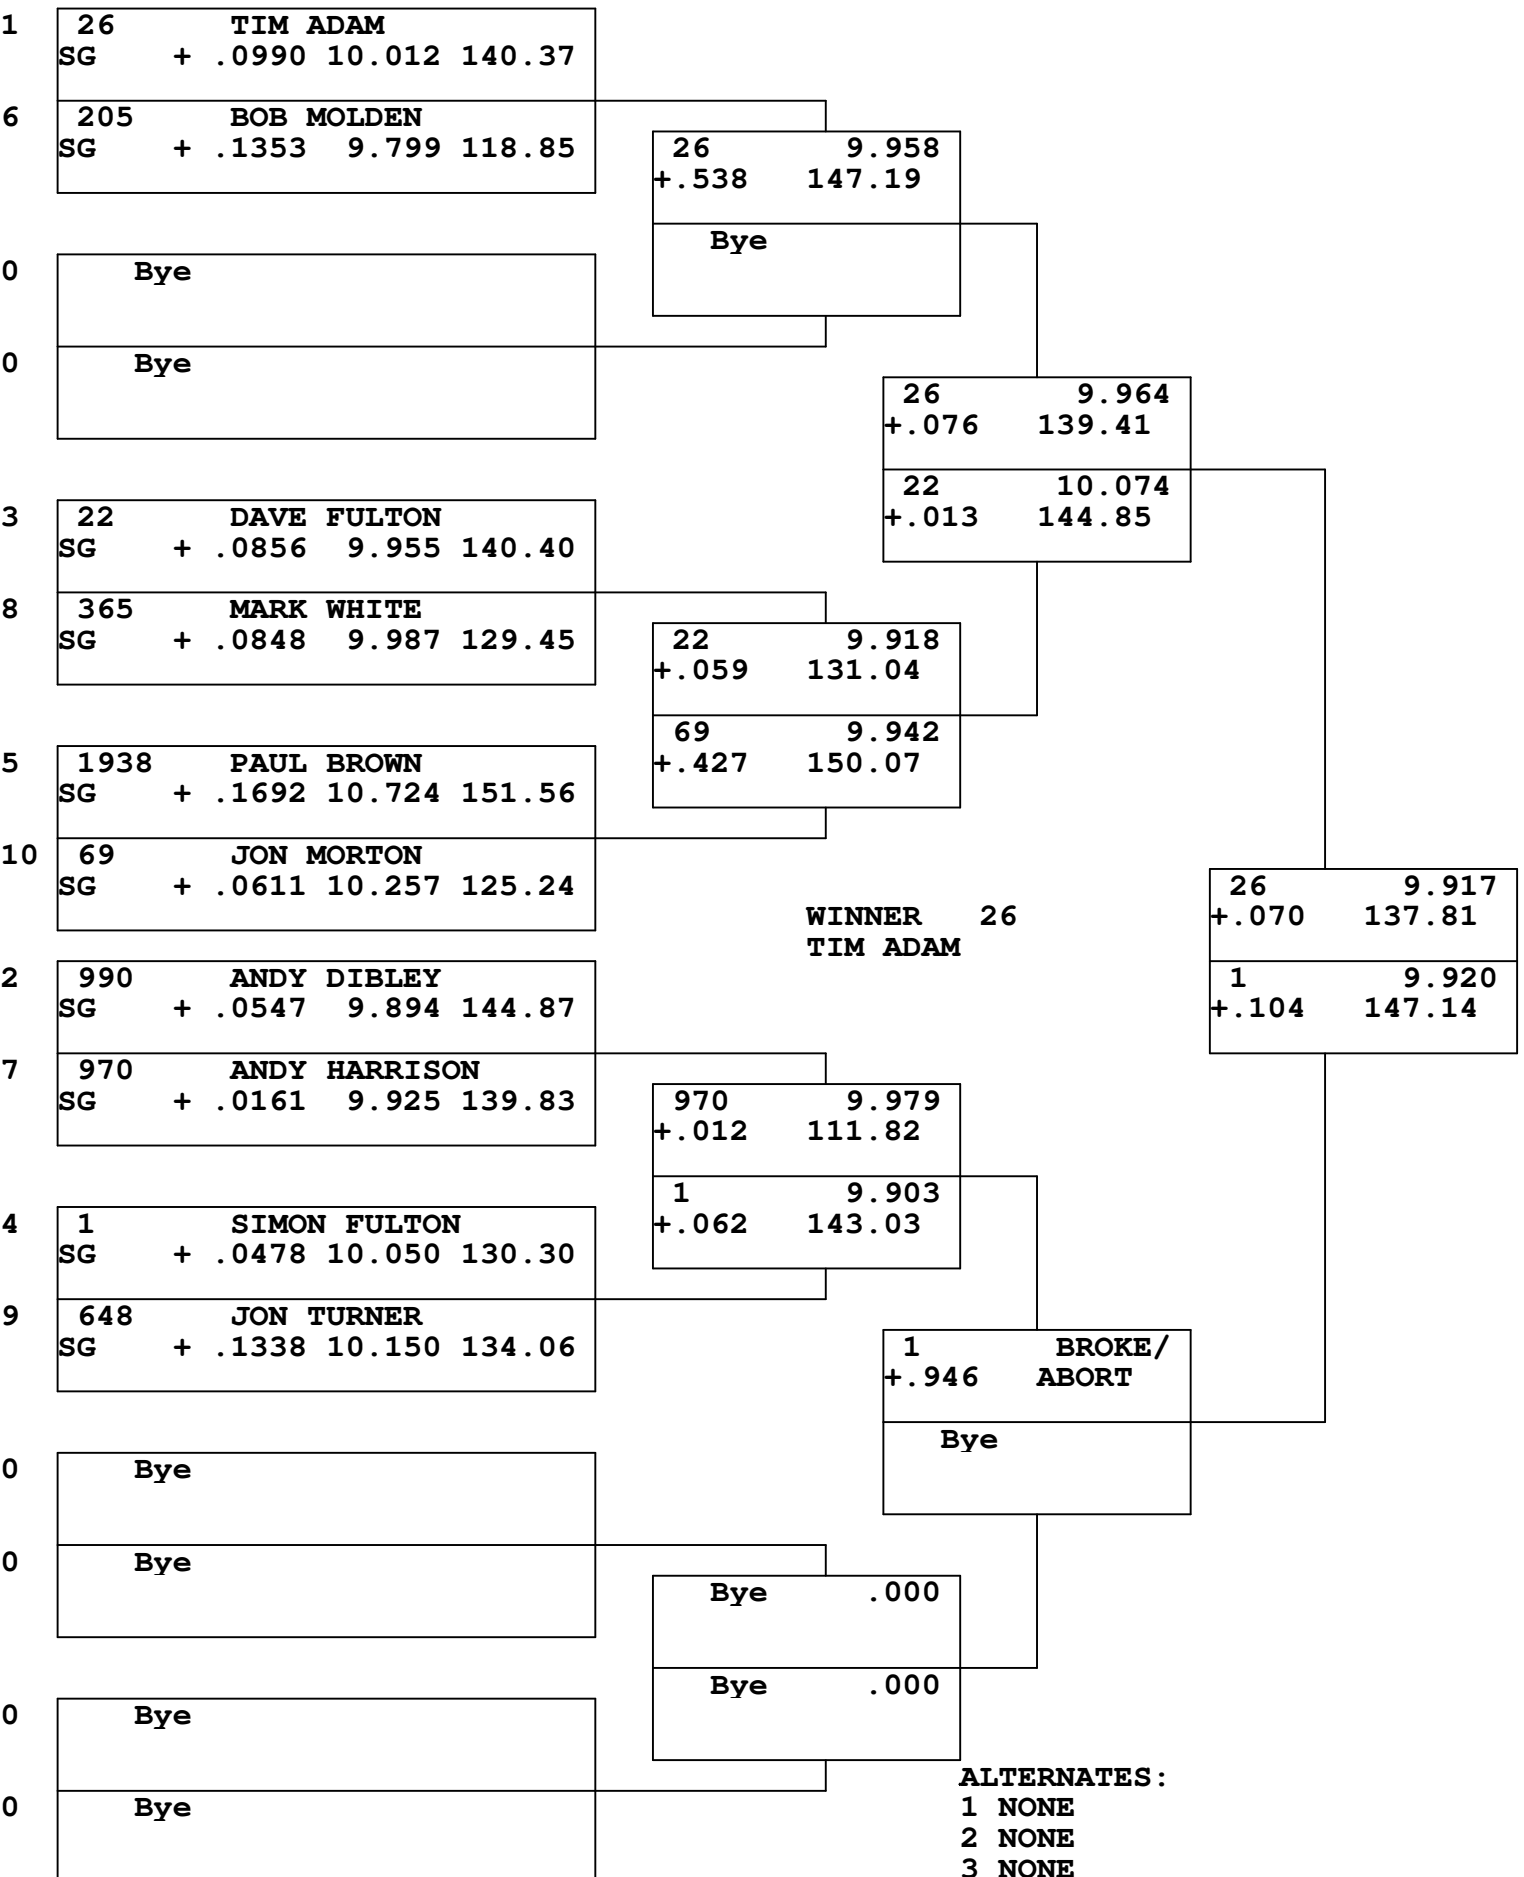 1 26 TIM ADAM
SG + .0990 10.012 140.37
6 205 BOB MOLDEN
SG + .1353 9.799 118.85
0 Bye
0 Bye
3 22 DAVE FULTON
SG + .0856 9.955 140.40
8 365 MARK WHITE
SG + .0848 9.987 129.45
5 1938 PAUL BROWN
SG + .1692 10.724 151.56
10 69 JON MORTON
SG + .0611 10.257 125.24
2 990 ANDY DIBLEY
SG + .0547 9.894 144.87
7 970 ANDY HARRISON
SG + .0161 9.925 139.83
4 1 SIMON FULTON
SG + .0478 10.050 130.30
9 648 JON TURNER
SG + .1338 10.150 134.06
0 Bye
0 Bye
0 Bye
0 Bye
26 9.958
+.538 147.19
Bye
22 9.918
+.059 131.04
69 9.942
+.427 150.07
970 9.979
+.012 111.82
1 9.903
+.062 143.03
Bye .000
Bye .000
26 9.964
+.076 139.41
22 10.074
+.013 144.85
1 BROKE/
+.946 ABORT
Bye
26 9.917
+.070 137.81
1 9.920
+.104 147.14
WINNER 26
TIM ADAM
ALTERNATES:
1 NONE
2 NONE
3 NONE